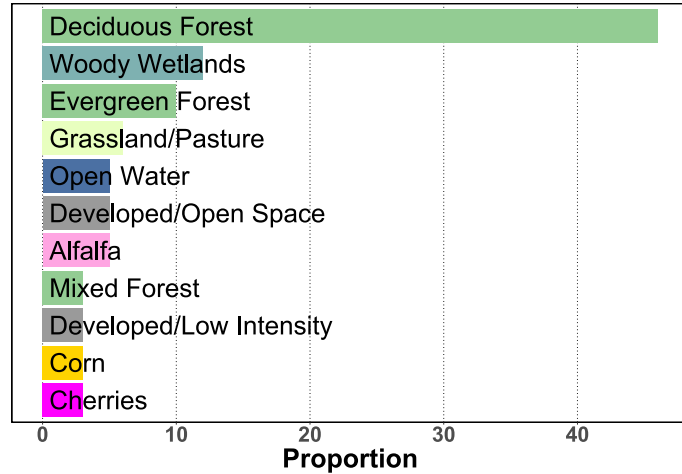 Deciduous Forest
Woody Wetlands
Evergreen Forest
Grassland/Pasture
Open Water
Developed/Open Space
Alfalfa
Mixed Forest
Developed/Low Intensity
Corn
Cherries
0 10 20 30 40
Proportion